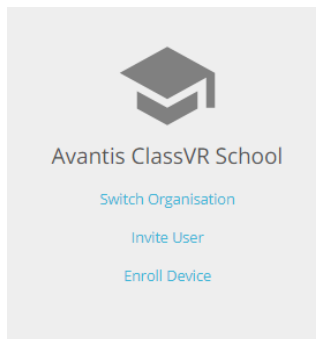 Avantis ClassVR School
Switch Organisation
Invite User
Enroll Device